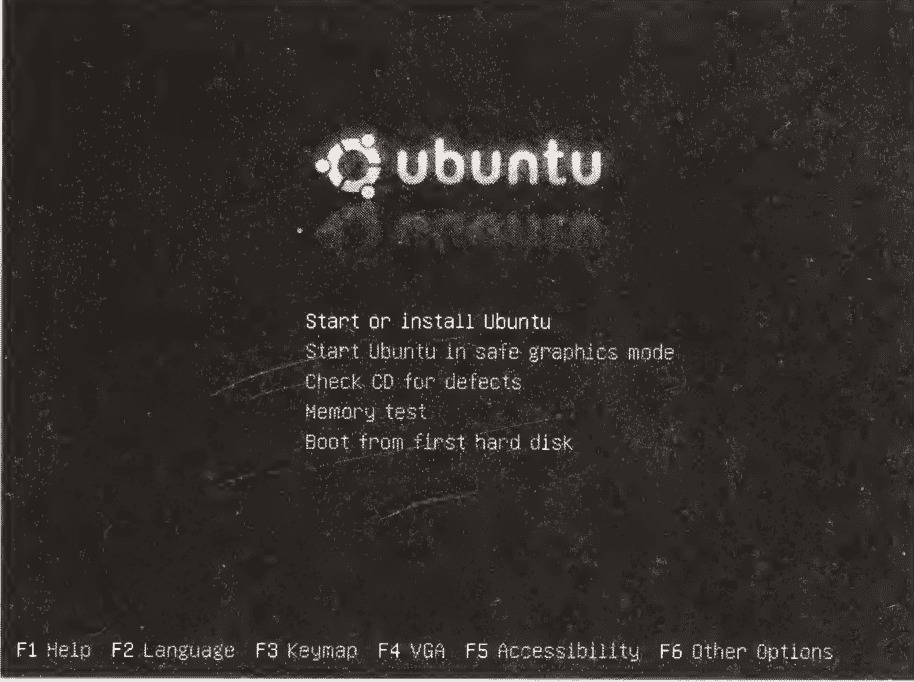 ubuntu
Start or install Ubuntu
Start Ubuntu in safe graphics mode
Check CD for defects
Memory test
Boot from first hard disk
F1 Help F2 Language F3 Keymap F4 VGA F5 Accessibility F6 Other Options